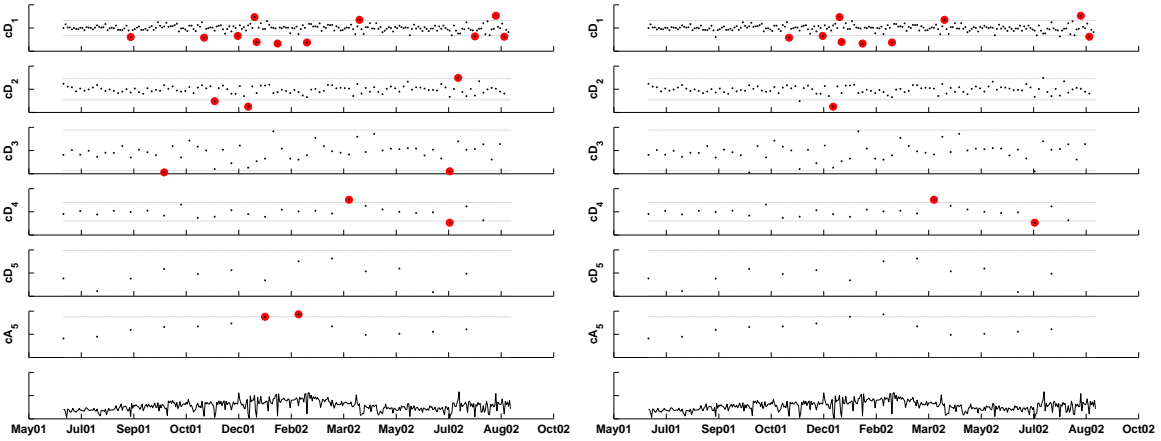 cD1 cD1
cD2 cD2
cD3 cD3
cD4 cD4
cD5 cD5
cA5 cA5
May01 Jul01 Sep01 Oct01 Dec01 Feb02 Mar02 May02 Jul02 Aug02 Oct02 May01 Jul01 Sep01 Oct01 Dec01 Feb02 Mar02 May02 Jul02 Aug02 Oct02